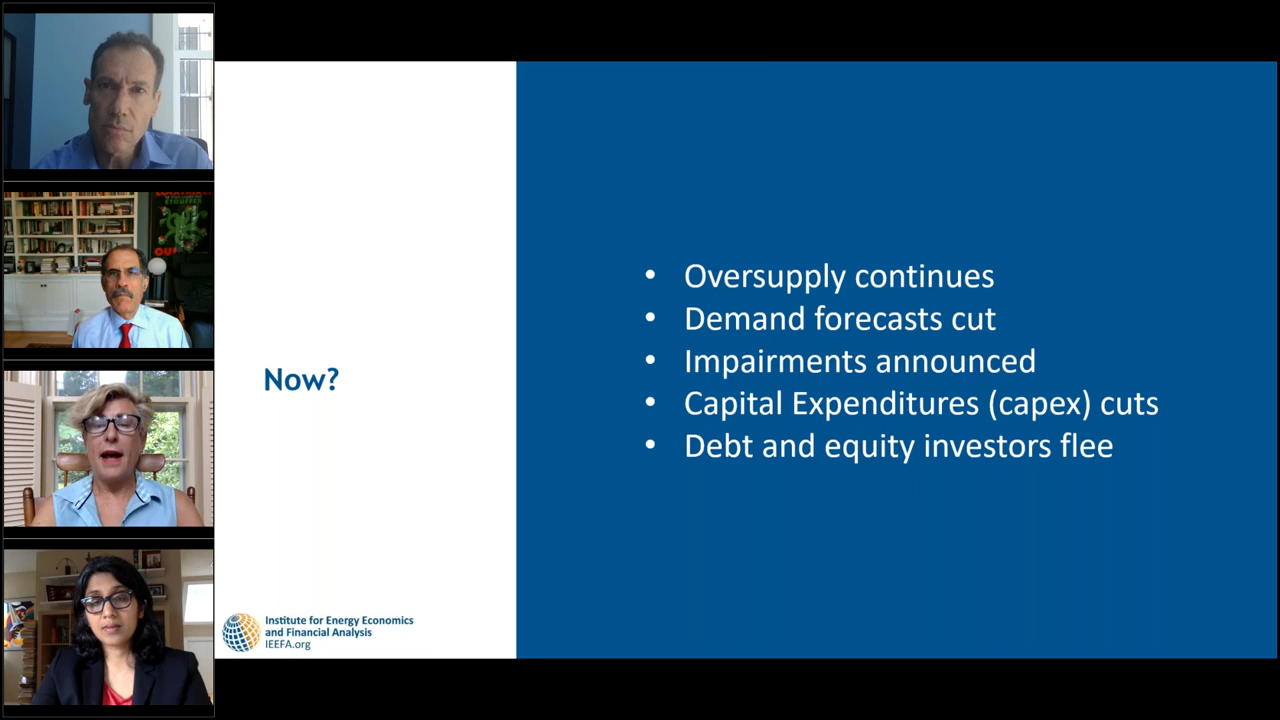 ETOUFFEE
Now?
• Oversupply continues
• Demand forecasts cut
• Impairments announced
• Capital Expenditures (capex) cuts
• Debt and equity investors flee
Institute for Energy Economics
and Financial Analysis
IEEFA.org